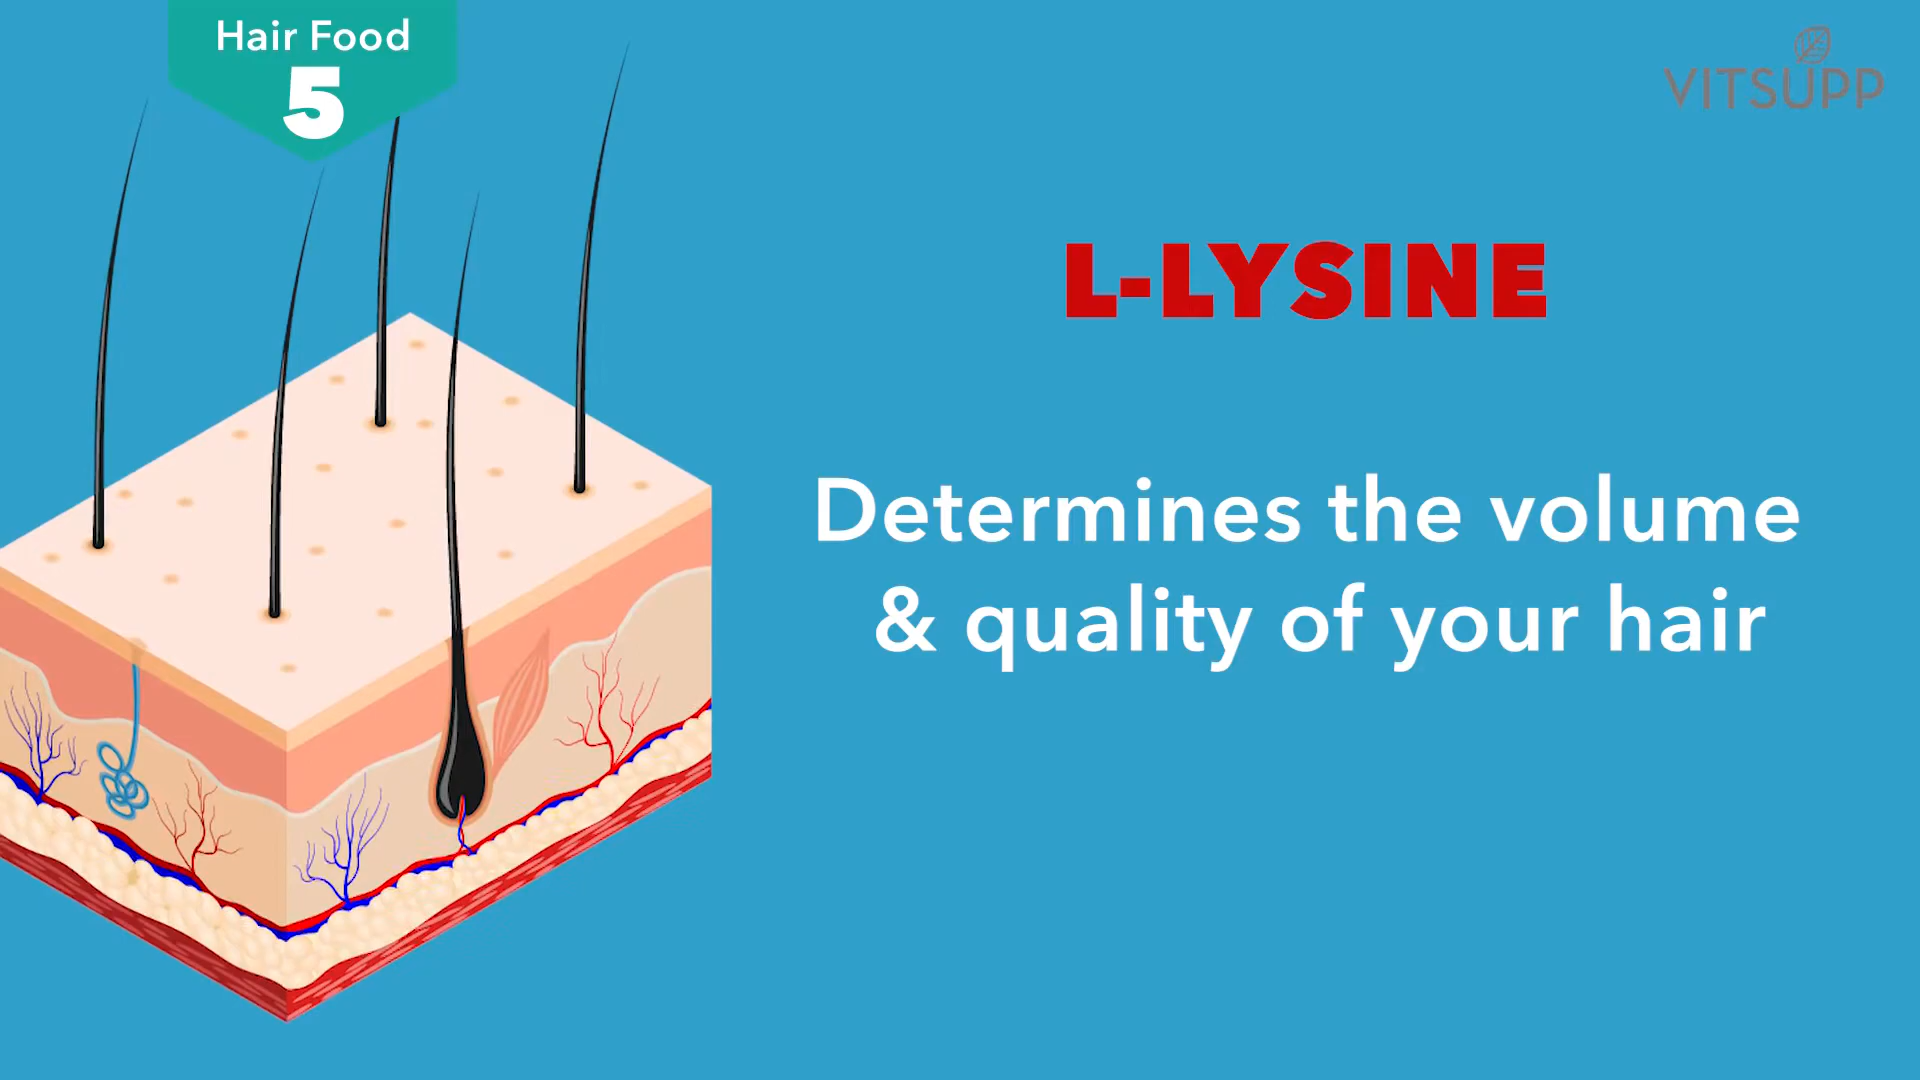 Hair Food
5
VITSUPP
L-LYSINE
Determines the volume
& quality of your hair